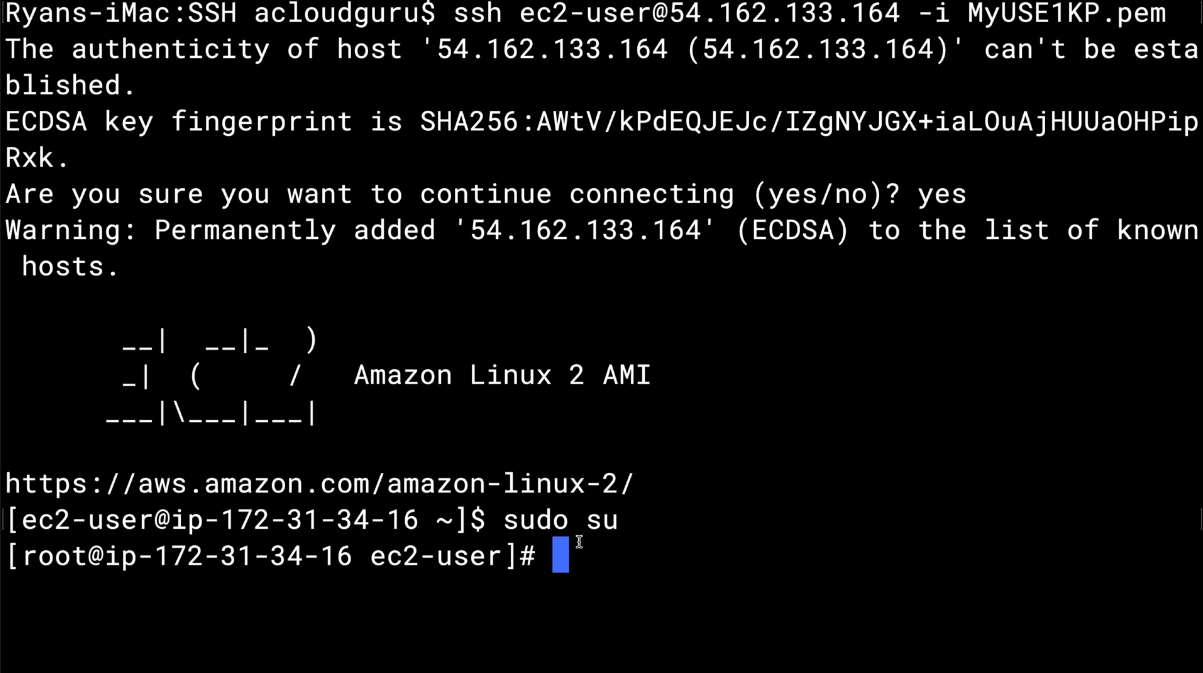 Ryans-iMac:SSH acloudguru$ ssh ec2-user@54.162.133.164 -i MyUSE1KP.pem
The authenticity of host '54.162.133.164 (54.162.133.164)' can't be esta
blished.
ECDSA key fingerprint is SHA256:AWtV/kPdEQJEJc/IZgNYJGX+iaLOuAjHUUaOHPip
Rxk.
Are you sure you want to continue connecting (yes/no)? yes
Warning: Permanently added '54.162.133.164' (ECDSA) to the list of known
 hosts.

       __|  __|_  )
       _|  (     /   Amazon Linux 2 AMI
      ___|\___|___|

https://aws.amazon.com/amazon-linux-2/
[ec2-user@ip-172-31-34-16 ~]$ sudo su
[root@ip-172-31-34-16 ec2-user]#